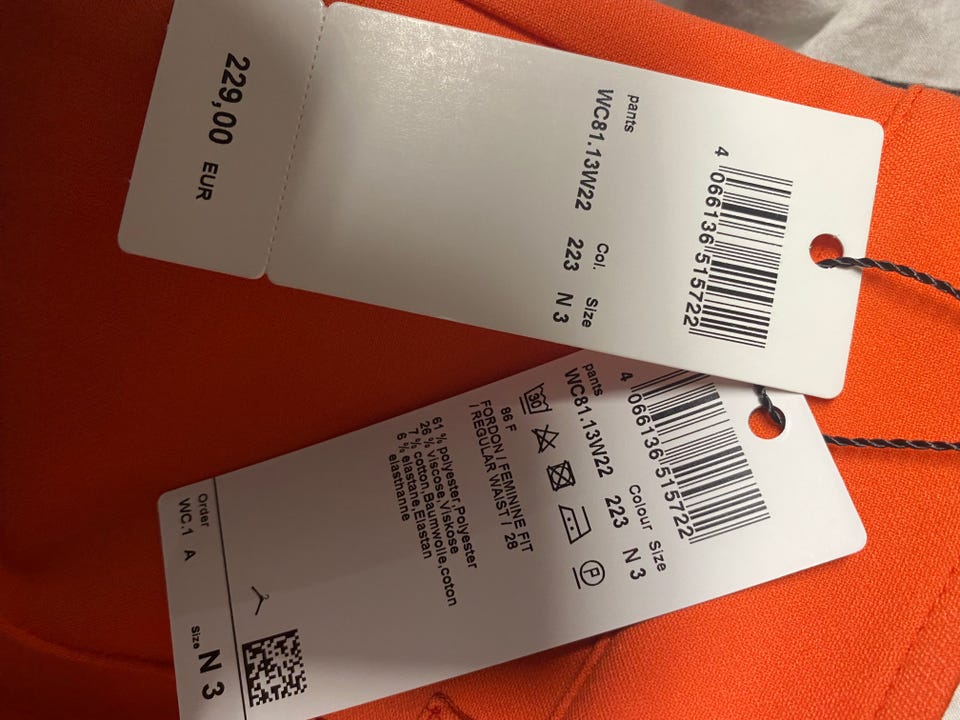 4 066136 515722
pants
WC81.13W22
Col.
223
Size
N 3
229,00 EUR
4 066136 515722
pants
WC81.13W22
Colour
223
Size
N 3
30
P
86 F
FORDON / FEMININE FIT
/ REGULAR WAIST / 28
61 % polyester,Polyester
26 % viscose,Viskose
7 % cotton,Baumwolle,coton
6 % elastane,Elastan
elasthanne
Order
WC.1 A
Size N 3